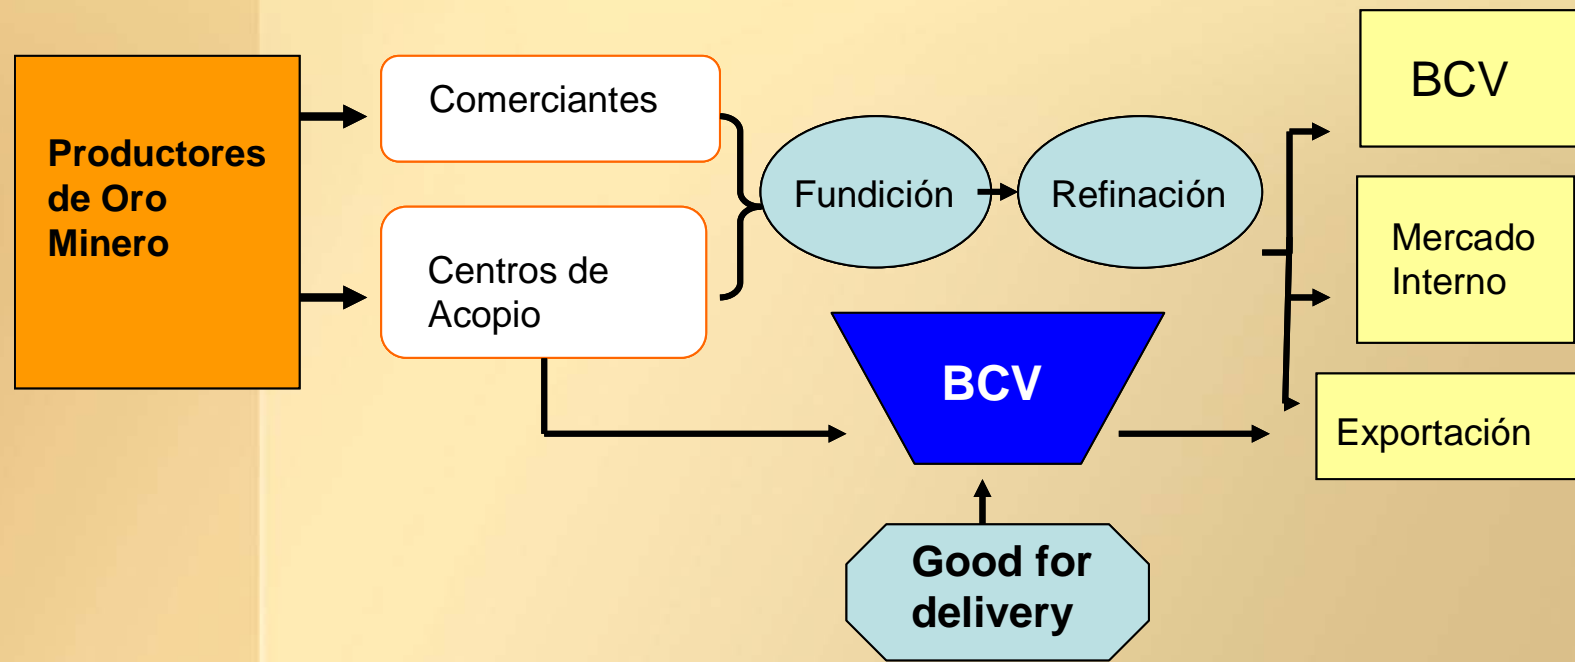 Productores
de Oro
Minero
Comerciantes
Centros de
Acopio
Fundición
Refinación
BCV
Mercado
Interno
Exportación
BCV
Good for
delivery